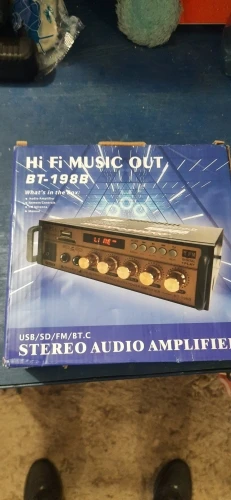 Hi Fi MUSIC OUT
BT-198B
What's in the Box:
USB/SD/FM/BT.C
STEREO AUDIO AMPLIFIER